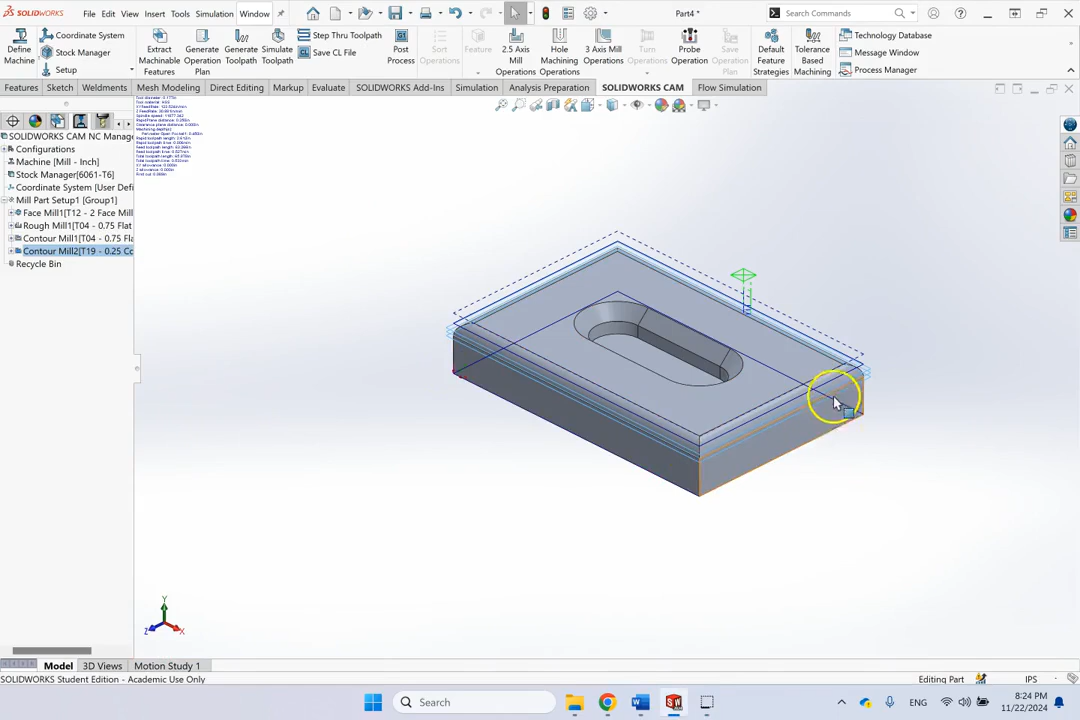 SOLIDWORKS File Edit View Insert Tools Simulation Window Part4 * Search Commands
Define Machine Coordinate System Stock Manager Setup Extract Machinable Features Generate Operation Plan Generate Toolpath Simulate Toolpath Step Thru Toolpath Save CL File Post Process Sort Operations Feature 2.5 Axis Mill Operations Hole Machining Operations 3 Axis Mill Operations Turn Operations Probe Operation Save Operation Plan Default Feature Strategies Tolerance Based Machining Technology Database Message Window Process Manager
Features Sketch Weldments Mesh Modeling Direct Editing Markup Evaluate SOLIDWORKS Add-Ins Simulation Analysis Preparation SOLIDWORKS CAM Flow Simulation
SOLIDWORKS CAM NC Manag
Configurations
Machine [Mill - Inch]
Stock Manager[6061-T6]
Coordinate System [User Defi
Mill Part Setup1 [Group1]
Face Mill1[T12 - 2 Face Mill
Rough Mill1[T04 - 0.75 Flat
Contour Mill1[T04 - 0.75 Fla
Contour Mill2[T19 - 0.25 Co
Recycle Bin
Y
Z X
Model 3D Views Motion Study 1
SOLIDWORKS Student Edition - Academic Use Only Editing Part IPS
Search ENG 8:24 PM
11/22/2024